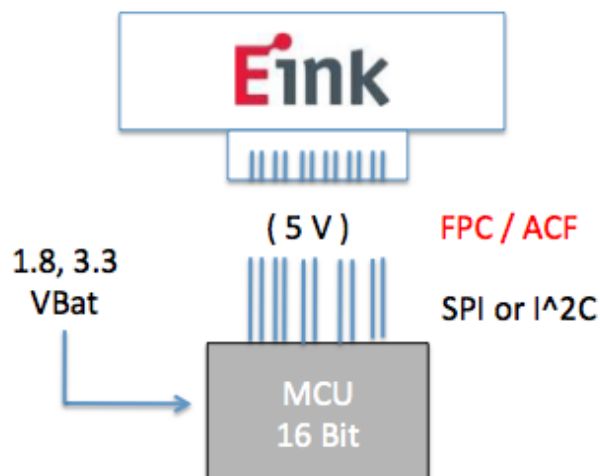 Eink
( 5 V )
FPC / ACF
1.8, 3.3
VBat
SPI or I^2C
MCU
16 Bit